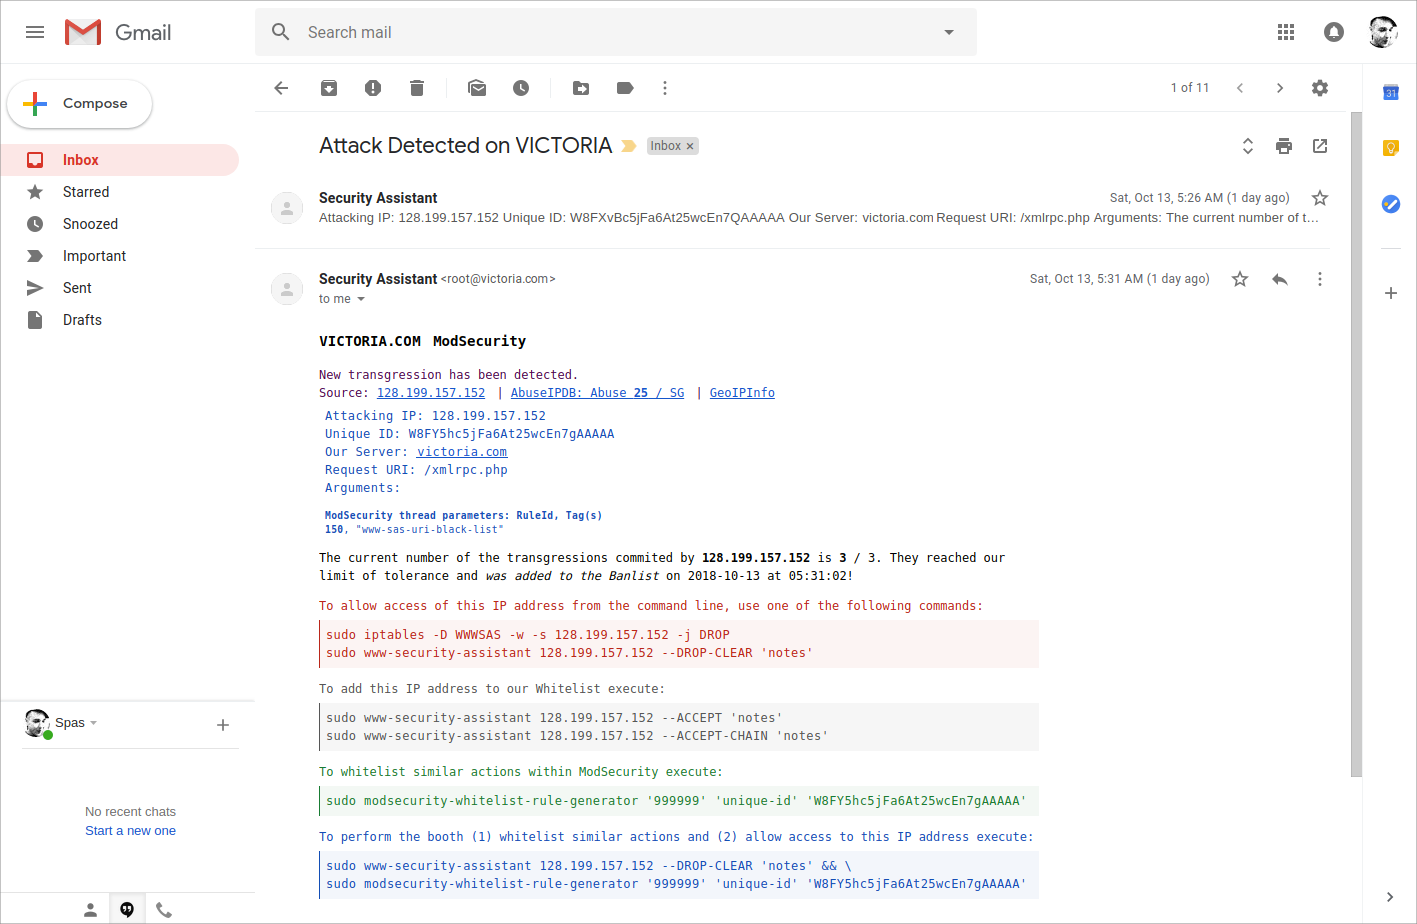 Gmail
Search mail
Compose
1 of 11
31
Inbox
Starred
Snoozed
Important
Sent
Drafts
Attack Detected on VICTORIA Inbox ×
Security Assistant Sat, Oct 13, 5:26 AM (1 day ago)
Attacking IP: 128.199.157.152 Unique ID: W8FXvBc5jFa6At25wcEn7QAAAAA Our Server: victoria.com Request URI: /xmlrpc.php Arguments: The current number of t…
Security Assistant <root@victoria.com> Sat, Oct 13, 5:31 AM (1 day ago)
to me
VICTORIA.COM ModSecurity
New transgression has been detected.
Source: 128.199.157.152 | AbuseIPDB: Abuse 25 / SG | GeoIPInfo
Attacking IP: 128.199.157.152
Unique ID: W8FY5hc5jFa6At25wcEn7gAAAAA
Our Server: victoria.com
Request URI: /xmlrpc.php
Arguments:
ModSecurity thread parameters: RuleId, Tag(s)
150, "www-sas-uri-black-list"
The current number of the transgressions commited by 128.199.157.152 is 3 / 3. They reached our
limit of tolerance and was added to the Banlist on 2018-10-13 at 05:31:02!
To allow access of this IP address from the command line, use one of the following commands:
sudo iptables -D WWWSAS -w -s 128.199.157.152 -j DROP
sudo www-security-assistant 128.199.157.152 --DROP-CLEAR 'notes'
To add this IP address to our Whitelist execute:
sudo www-security-assistant 128.199.157.152 --ACCEPT 'notes'
sudo www-security-assistant 128.199.157.152 --ACCEPT-CHAIN 'notes'
To whitelist similar actions within ModSecurity execute:
sudo modsecurity-whitelist-rule-generator '999999' 'unique-id' 'W8FY5hc5jFa6At25wcEn7gAAAAA'
To perform the booth (1) whitelist similar actions and (2) allow access to this IP address execute:
sudo www-security-assistant 128.199.157.152 --DROP-CLEAR 'notes' && \
sudo modsecurity-whitelist-rule-generator '999999' 'unique-id' 'W8FY5hc5jFa6At25wcEn7gAAAAA'
Spas
No recent chats
Start a new one